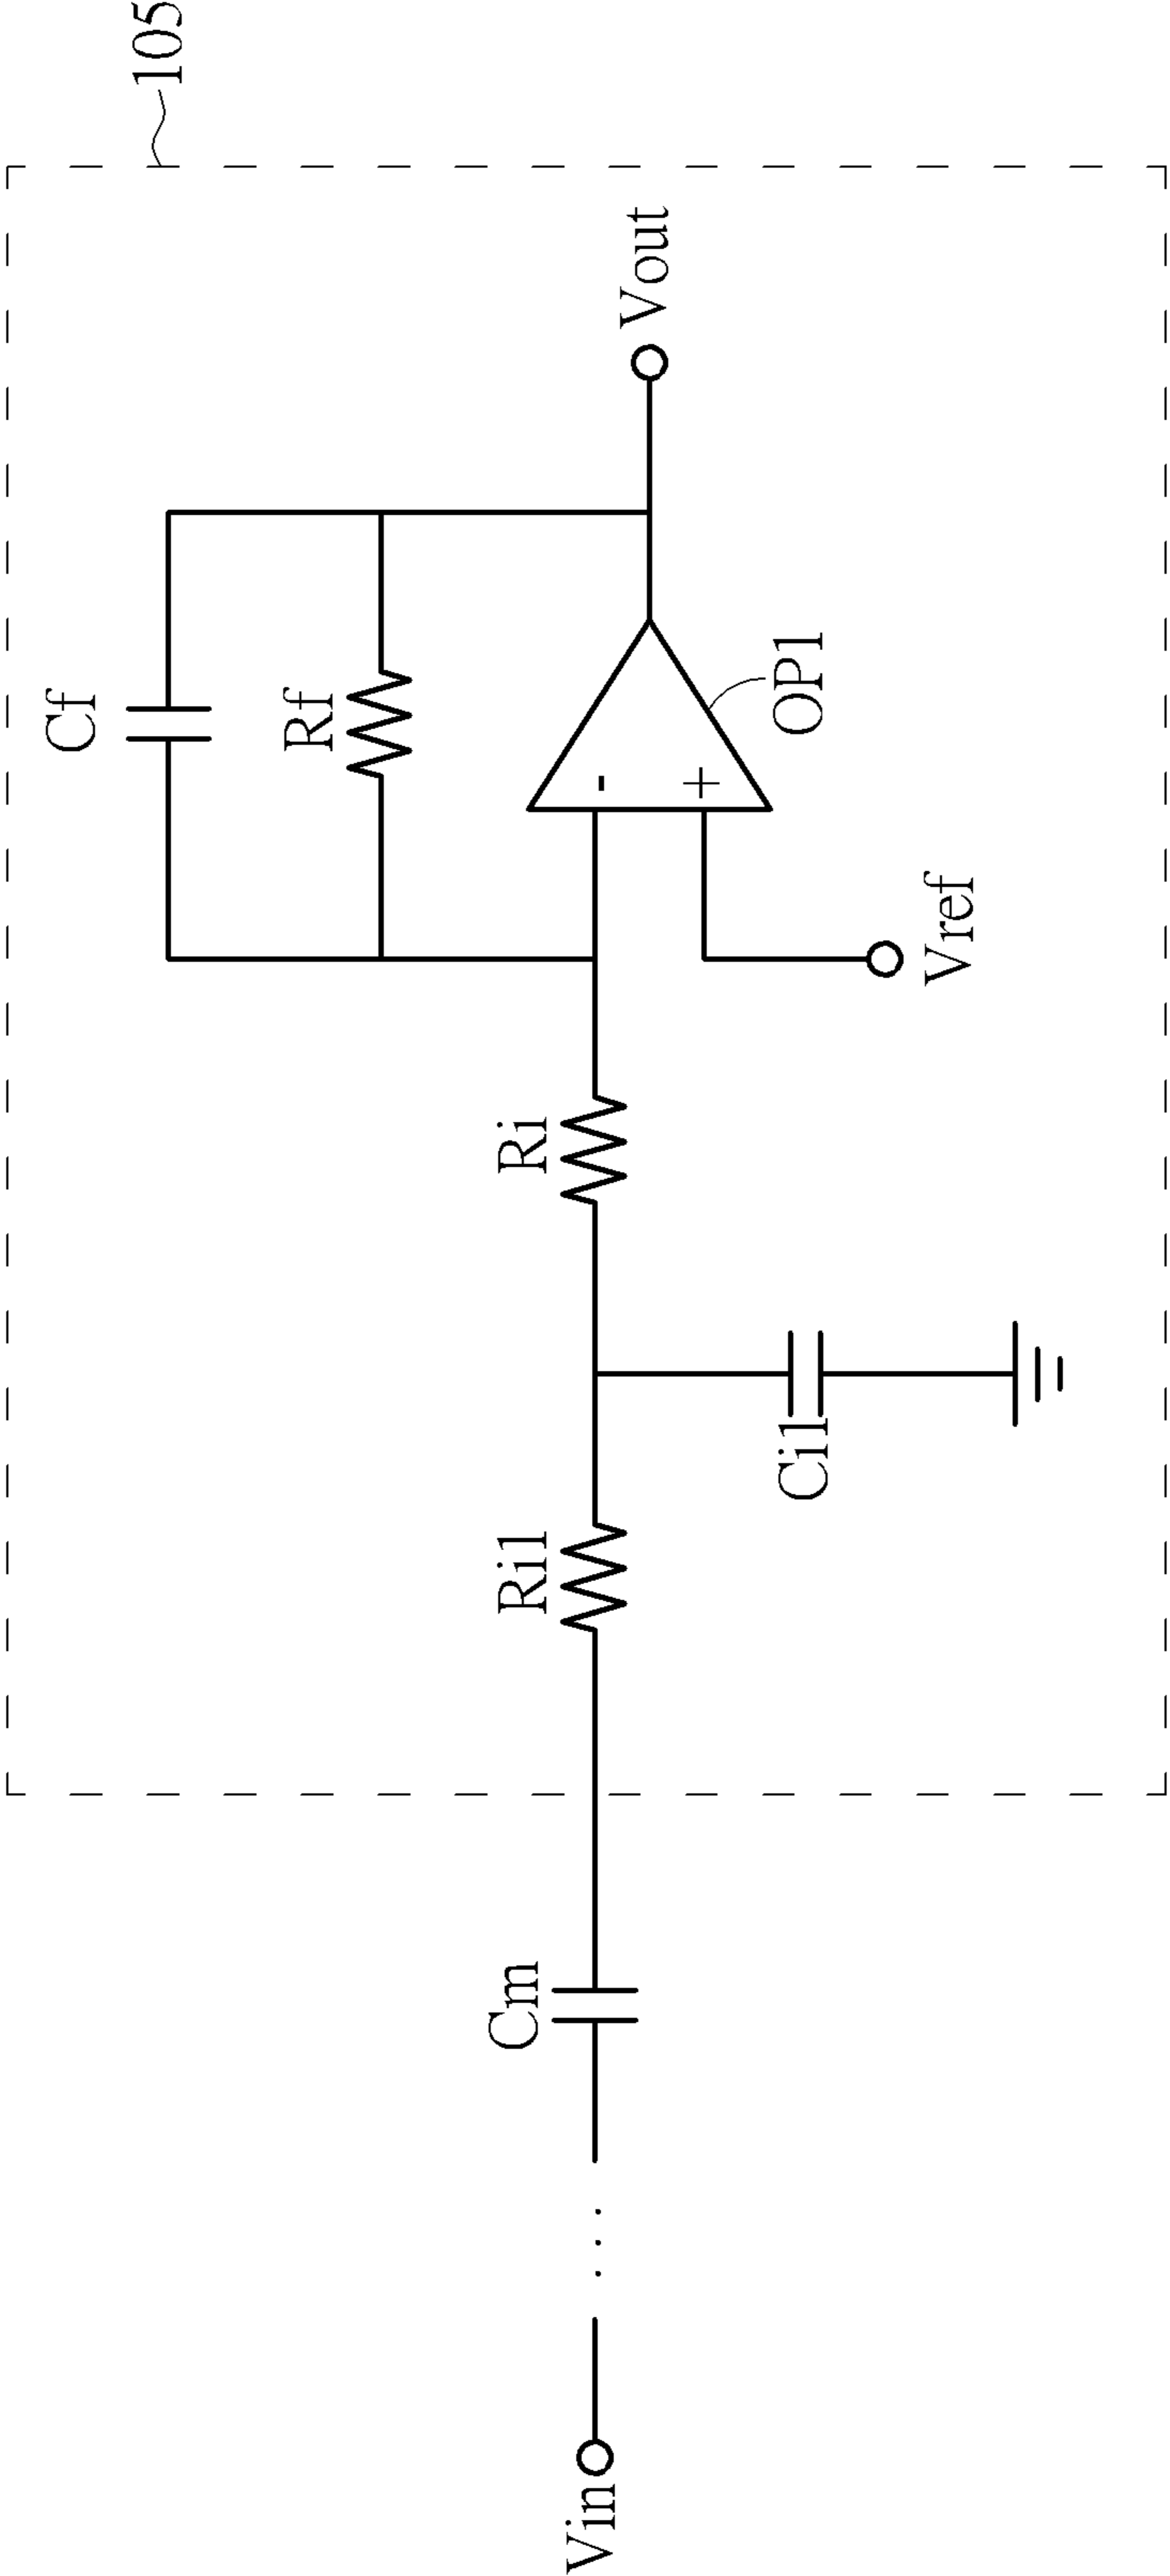 105
Cf
Rf
Vout
-
+
OP1
Vref
Ri
Ri1
Ci1
Cm
. . .
Vin